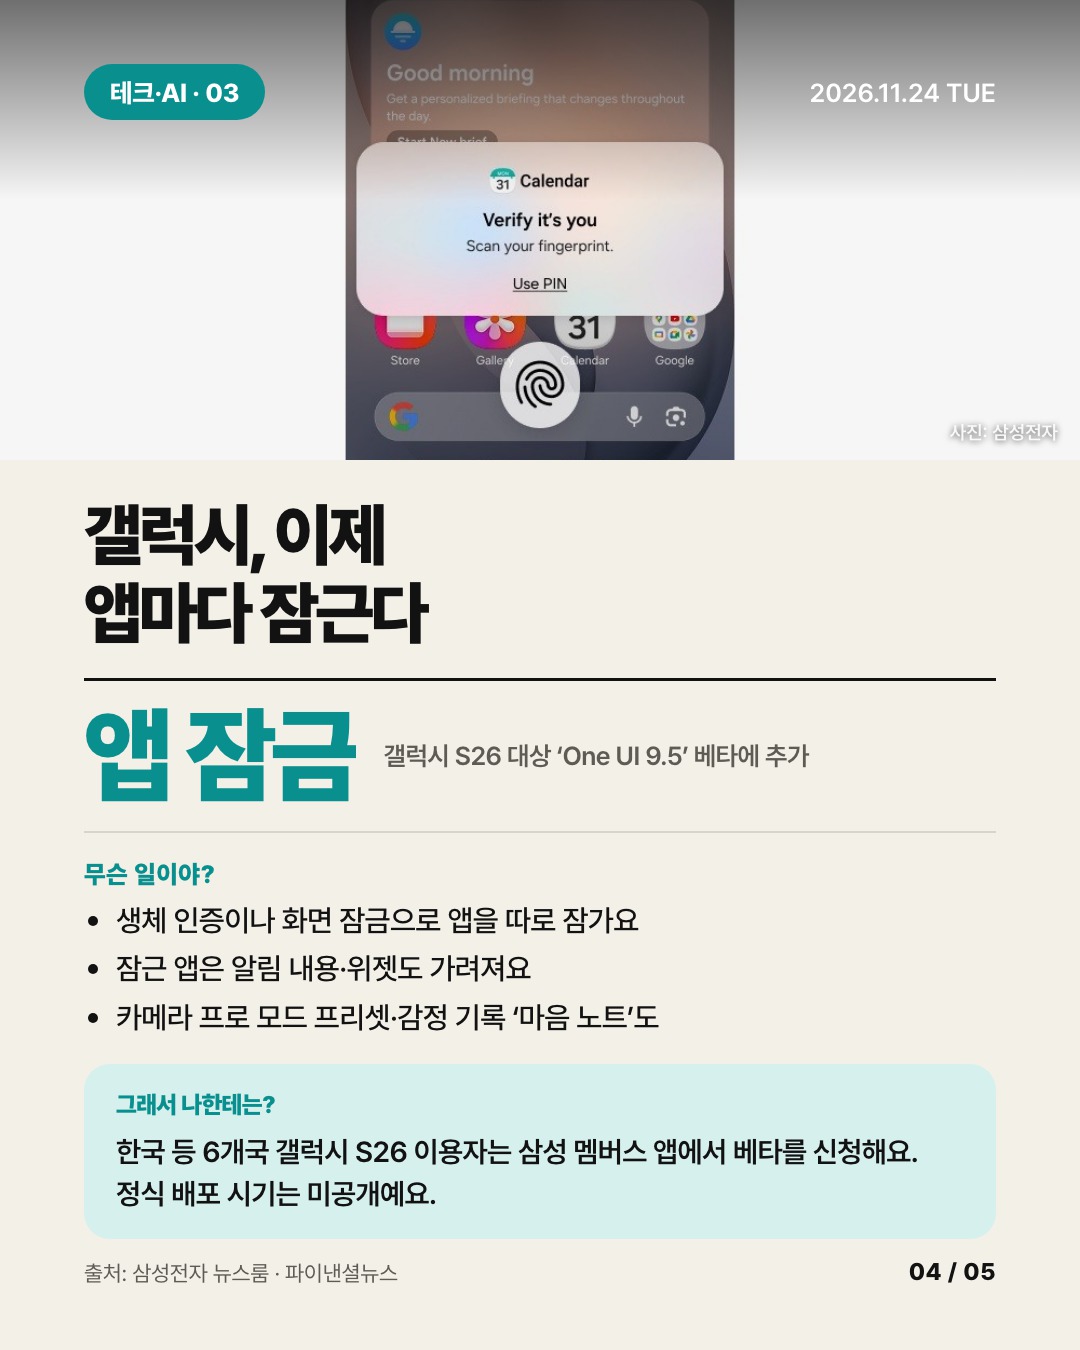 테크·AI · 03
2026.11.24 TUE
Good morning
Get a personalized briefing that changes throughout
the day.
Start New brief
MON
31 Calendar
Verify it's you
Scan your fingerprint.
Use PIN
31
Store
Gallery
Calendar
Google
사진: 삼성전자
갤럭시, 이제
앱마다 잠근다
앱 잠금
갤럭시 S26 대상 ‘One UI 9.5’ 베타에 추가
무슨 일이야?
• 생체 인증이나 화면 잠금으로 앱을 따로 잠가요
• 잠근 앱은 알림 내용·위젯도 가려져요
• 카메라 프로 모드 프리셋·감정 기록 ‘마음 노트’도
그래서 나한테는?
한국 등 6개국 갤럭시 S26 이용자는 삼성 멤버스 앱에서 베타를 신청해요.
정식 배포 시기는 미공개예요.
출처: 삼성전자 뉴스룸 · 파이낸셜뉴스
04 / 05